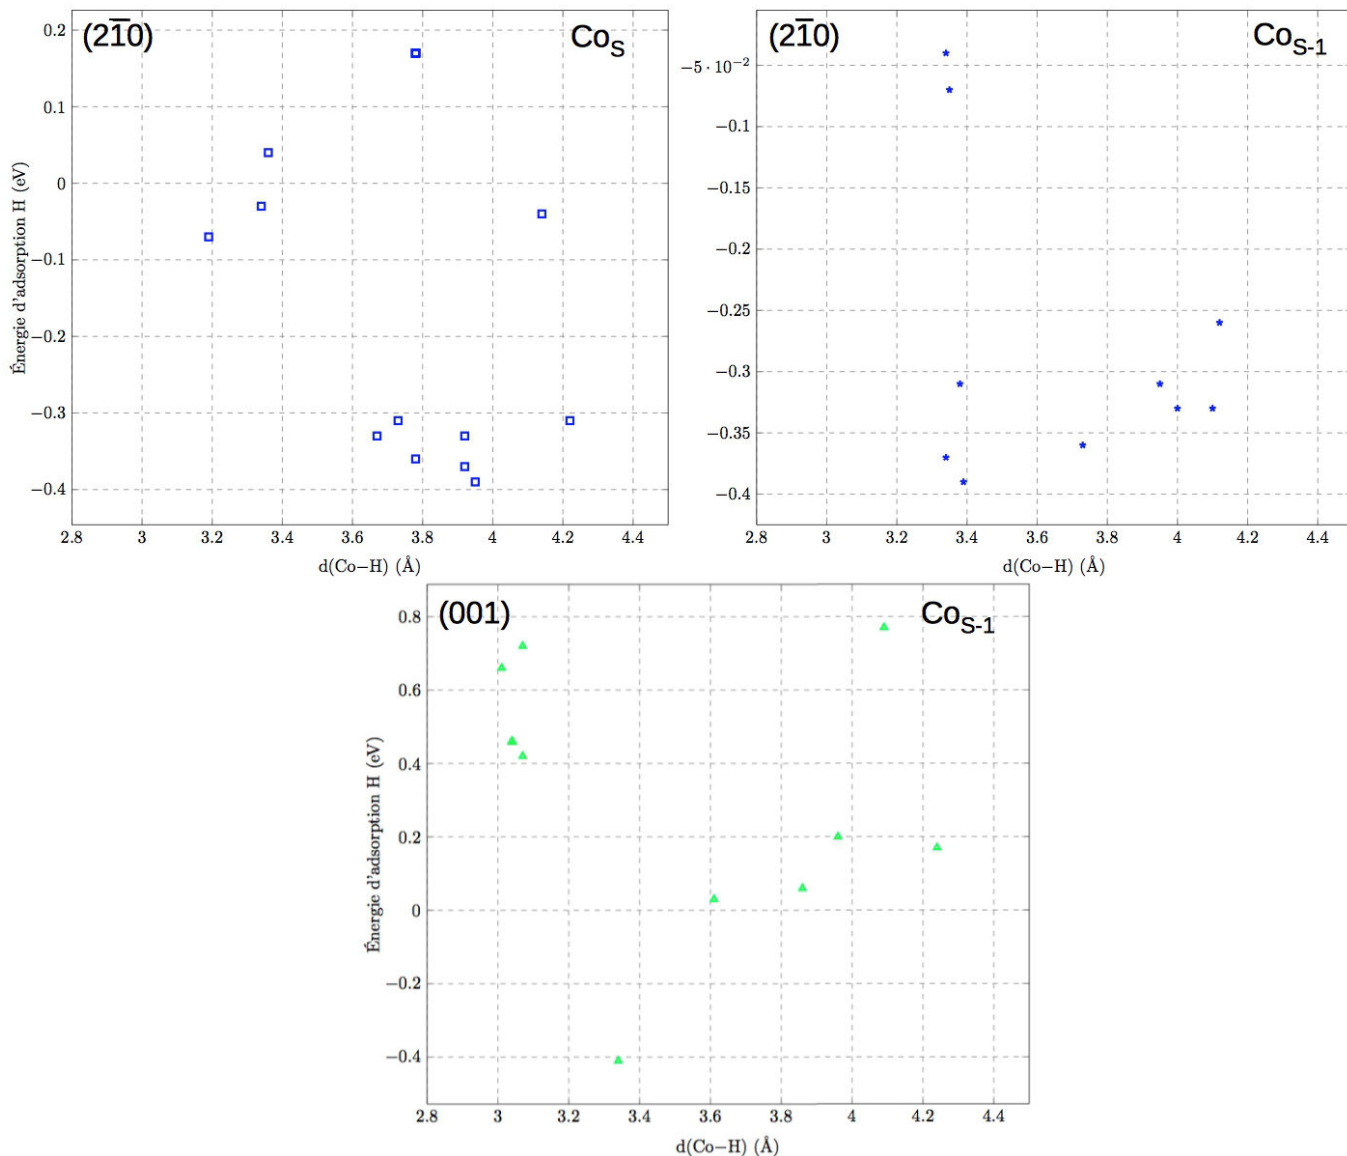 (21̅0) Co_S
0.2
0.1
0
−0.1
−0.2
−0.3
−0.4
Énergie d'adsorption H (eV)
2.8 3 3.2 3.4 3.6 3.8 4 4.2 4.4
d(Co−H) (Å)
(21̅0) Co_S-1
−5 · 10⁻²
−0.1
−0.15
−0.2
−0.25
−0.3
−0.35
−0.4
2.8 3 3.2 3.4 3.6 3.8 4 4.2 4.4
d(Co−H) (Å)
(001) Co_S-1
0.8
0.6
0.4
0.2
0
−0.2
−0.4
Énergie d'adsorption H (eV)
2.8 3 3.2 3.4 3.6 3.8 4 4.2 4.4
d(Co−H) (Å)